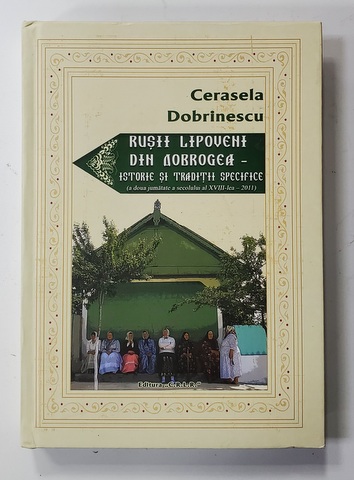 Cerasela
Dobrinescu
RUȘII LIPOVENI
DIN DOBROGEA -
ISTORIE ȘI TRADIȚII SPECIFICE
(a doua jumătate a secolului al XVIII-lea - 2011)
Editura „C.R.L.R.”